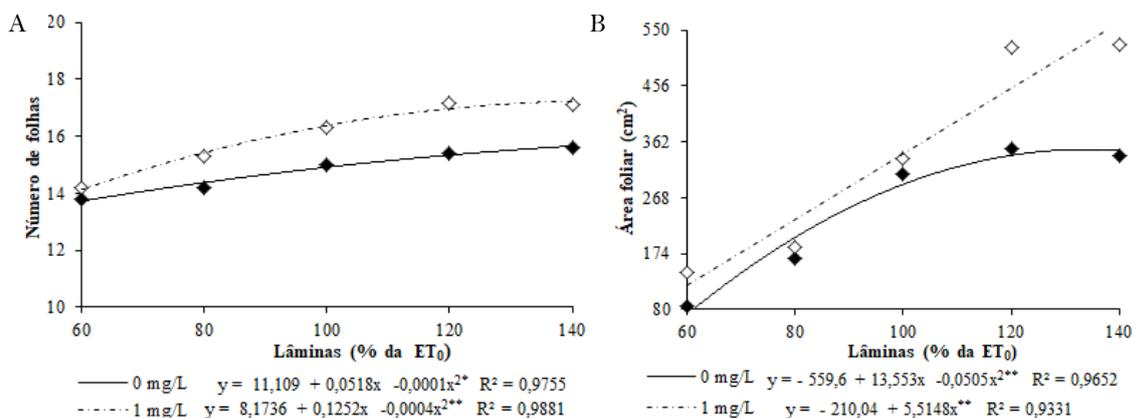 A
B
Número de folhas
20
18
16
14
12
10
60 80 100 120 140
Lâminas (% da ET₀)
0 mg/L y = 11,109 + 0,0518x -0,0001x²* R² = 0,9755
1 mg/L y = 8,1736 + 0,1252x -0,0004x²** R² = 0,9881
Área foliar (cm²)
550
456
362
268
174
80
60 80 100 120 140
Lâminas (% da ET₀)
0 mg/L y = - 559,6 + 13,553x -0,0505x²** R² = 0,9652
1 mg/L y = - 210,04 + 5,5148x** R² = 0,9331